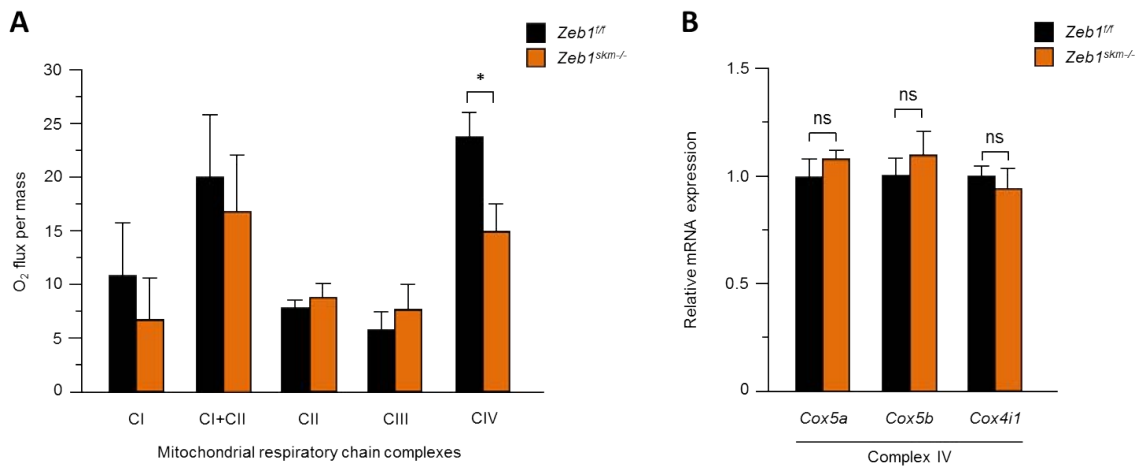 A
Zeb1f/f
Zeb1skm-/-
O2 flux per mass
30
25
20
15
10
5
0
*
CI
CI+CII
CII
CIII
CIV
Mitochondrial respiratory chain complexes
B
Zeb1f/f
Zeb1skm-/-
Relative mRNA expression
1.5
1.0
0.5
0
ns
ns
ns
Cox5a
Cox5b
Cox4i1
Complex IV